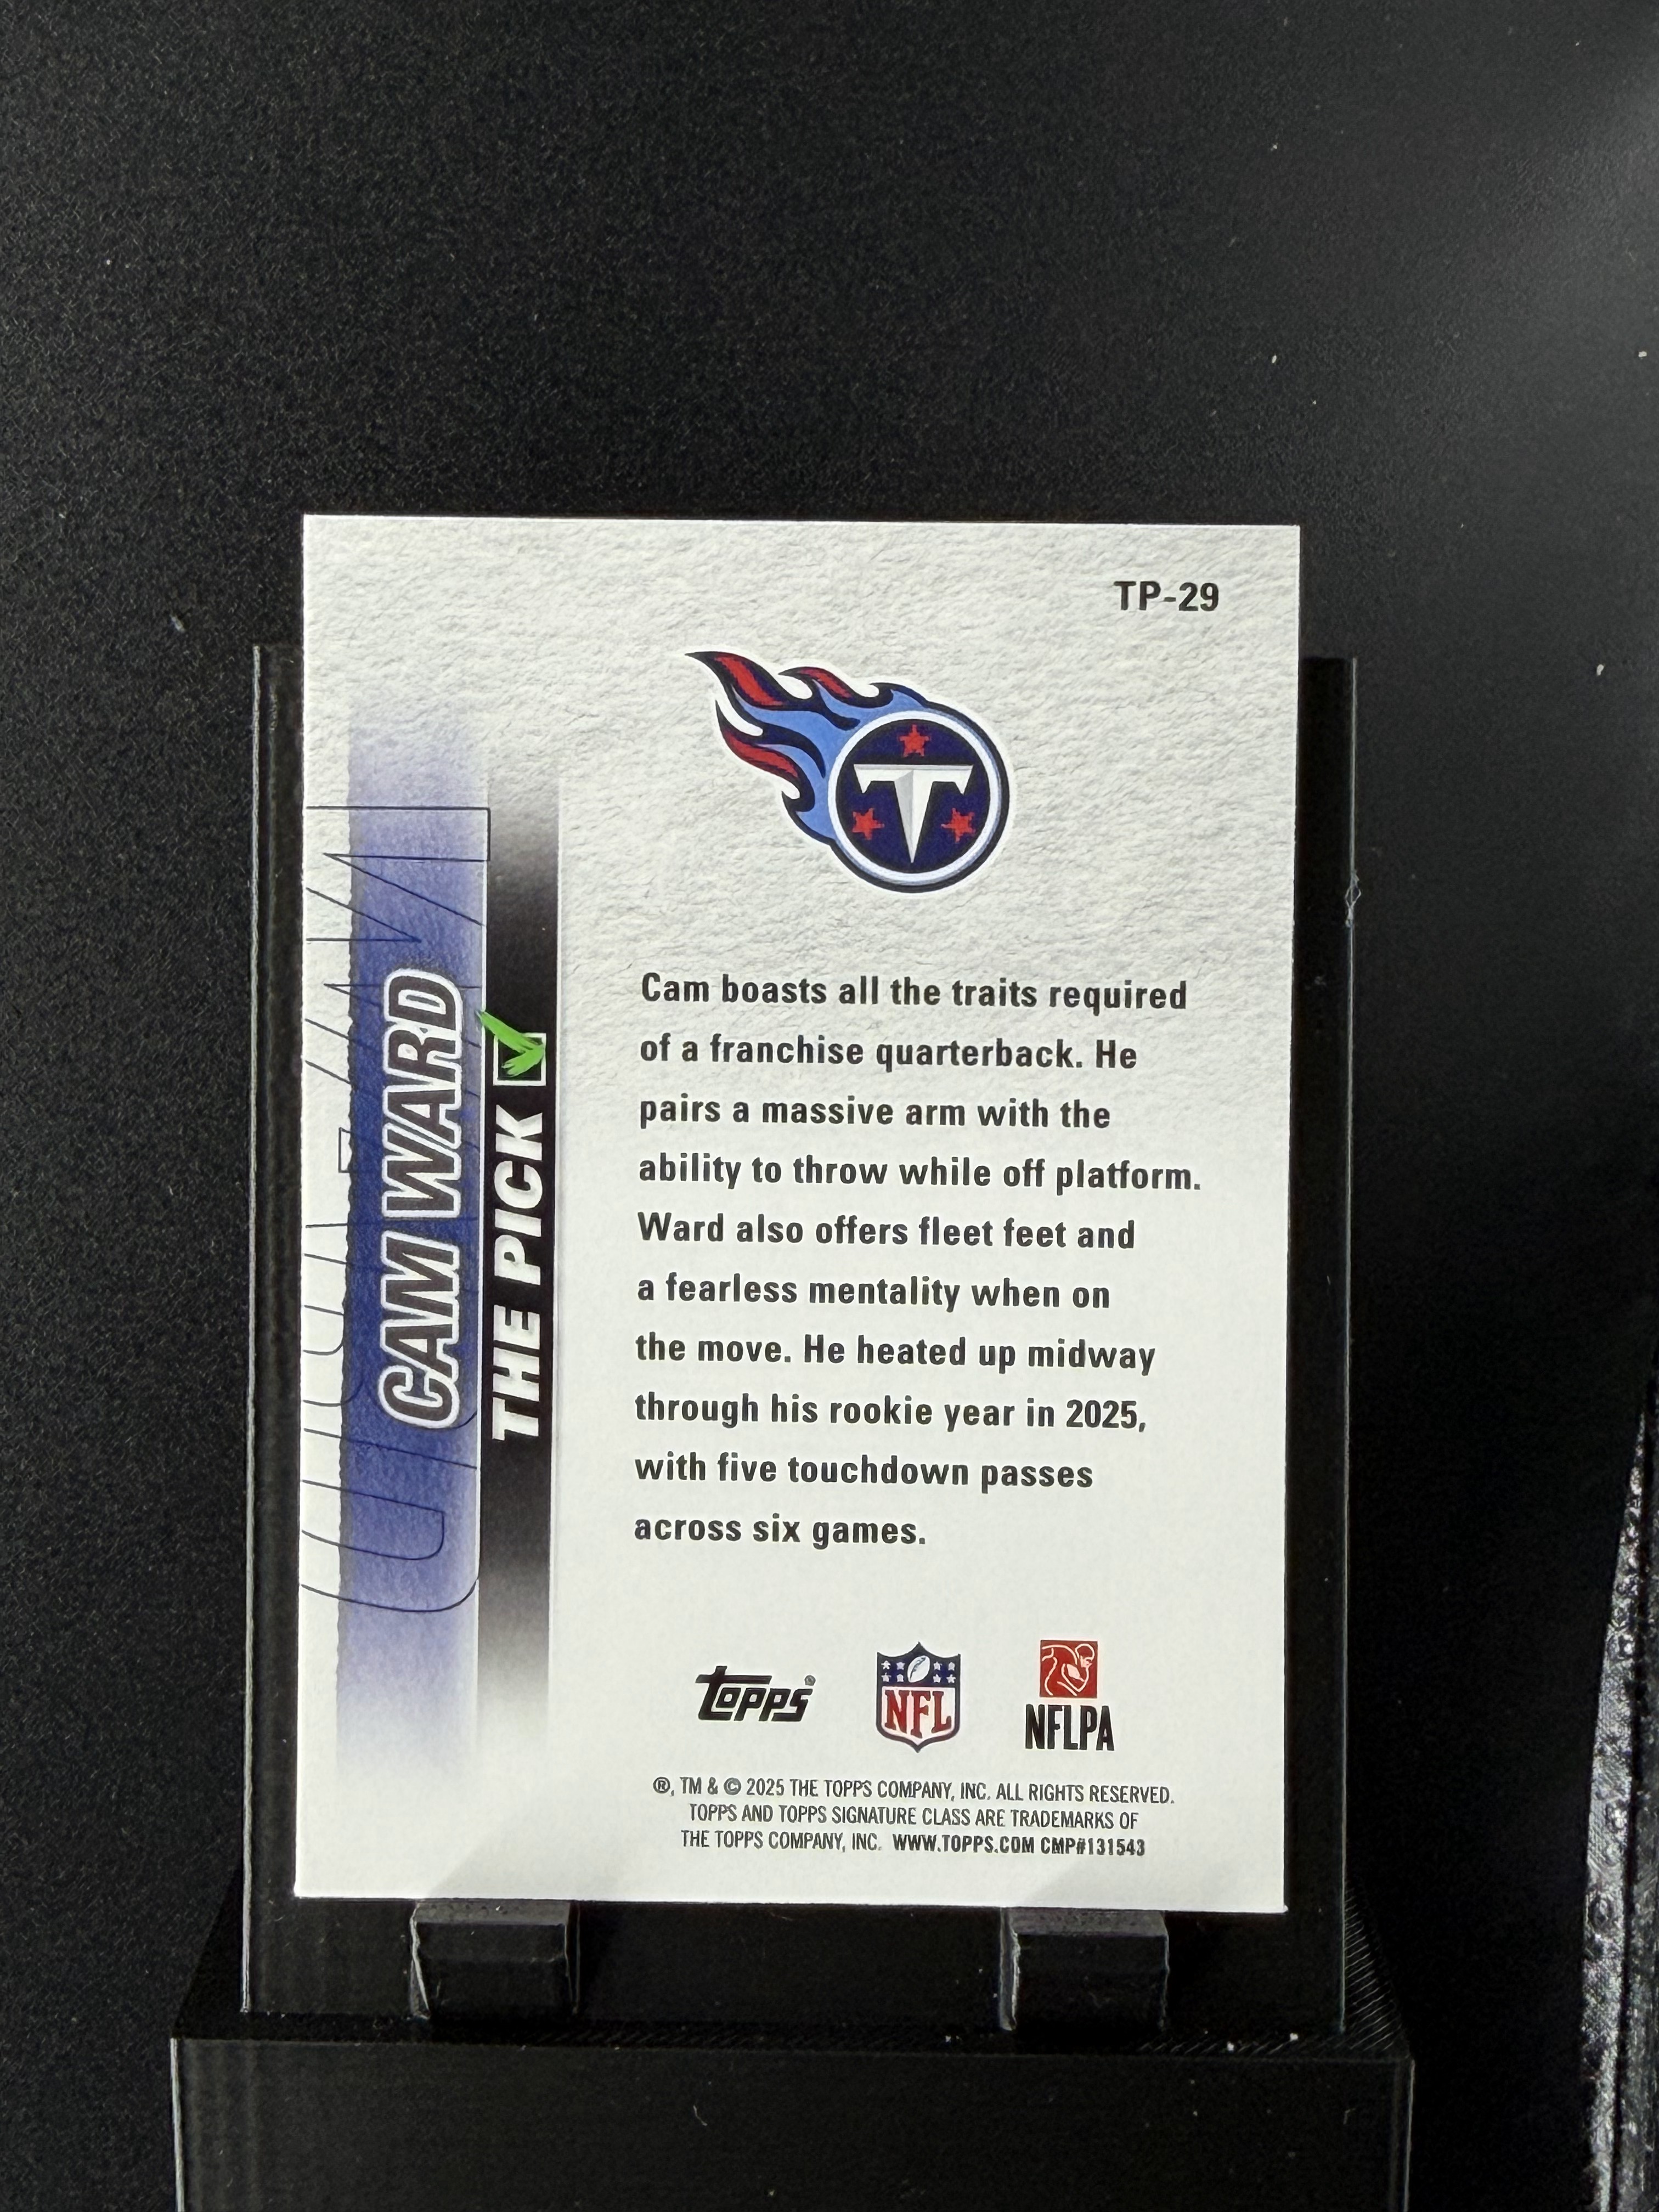 TP-29
T
CAM WARD
THE PICK
Cam boasts all the traits required
of a franchise quarterback. He
pairs a massive arm with the
ability to throw while off platform.
Ward also offers fleet feet and
a fearless mentality when on
the move. He heated up midway
through his rookie year in 2025,
with five touchdown passes
across six games.
topps®
NFL
NFLPA
®, TM & © 2025 THE TOPPS COMPANY, INC. ALL RIGHTS RESERVED.
TOPPS AND TOPPS SIGNATURE CLASS ARE TRADEMARKS OF
THE TOPPS COMPANY, INC. WWW.TOPPS.COM CMP#131543